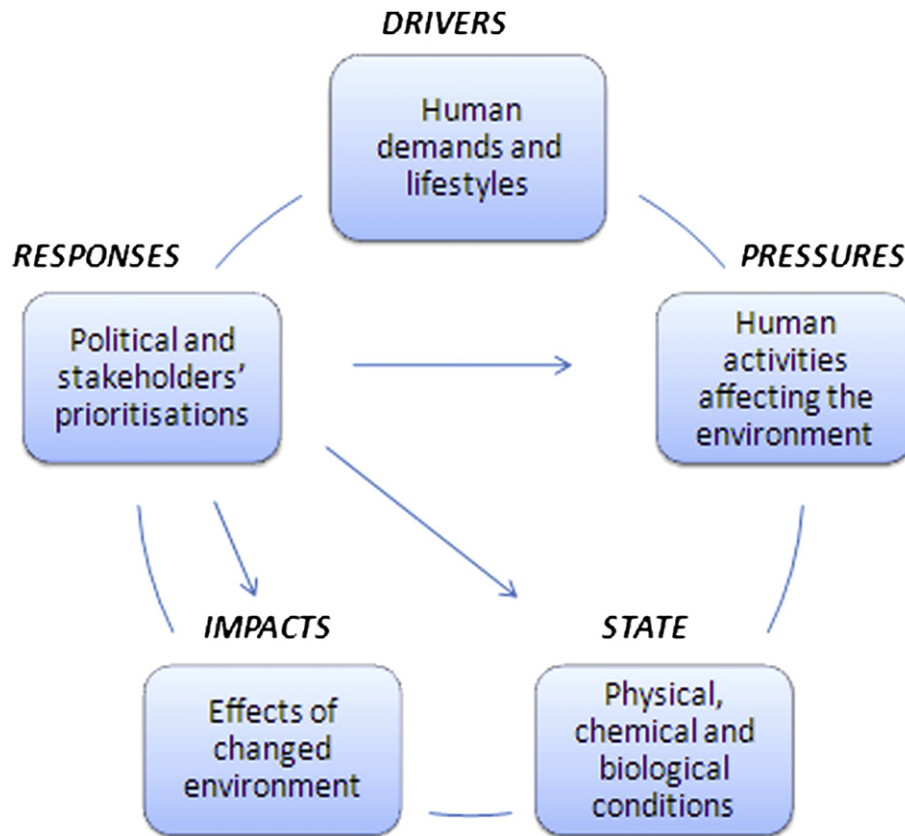 DRIVERS
Human
demands and
lifestyles
RESPONSES
Political and
stakeholders'
prioritisations
PRESSURES
Human
activities
affecting the
environment
IMPACTS
Effects of
changed
environment
STATE
Physical,
chemical and
biological
conditions